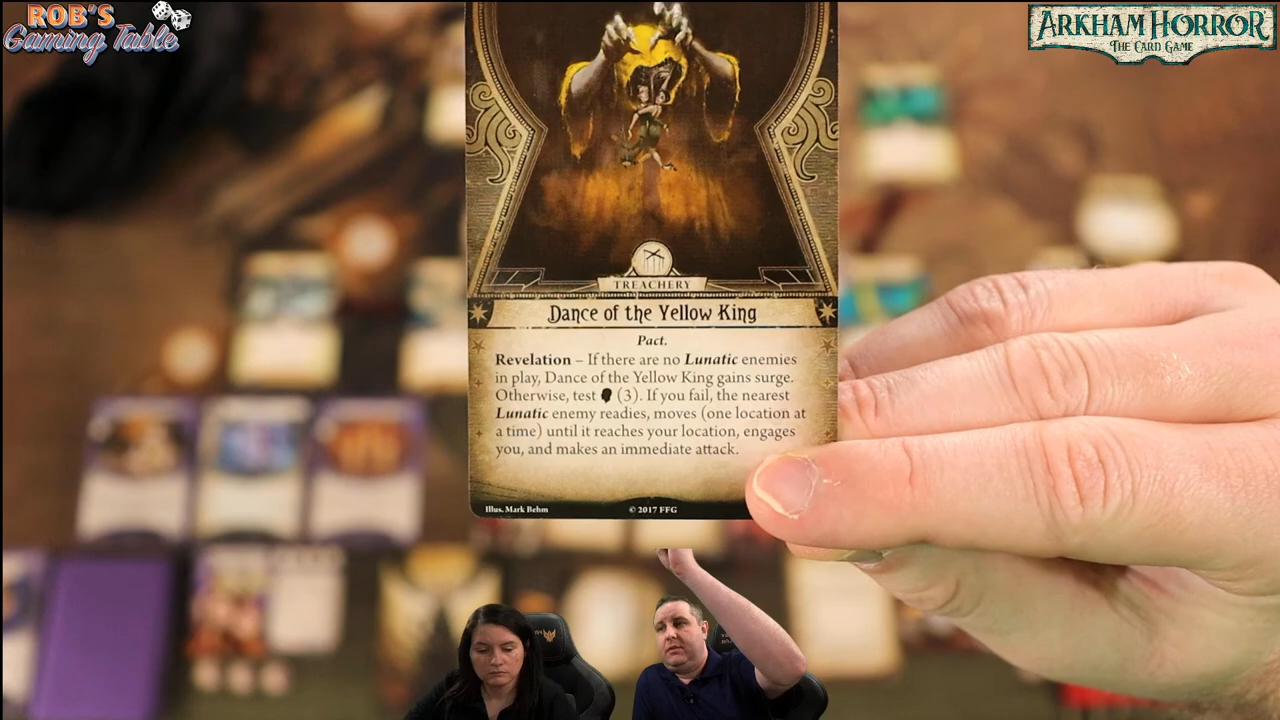 ROB'S
Gaming Table
ARKHAM HORROR
THE CARD GAME
TREACHERY
Dance of the Yellow King
Pact.
Revelation – If there are no Lunatic enemies
in play, Dance of the Yellow King gains surge.
Otherwise, test (3). If you fail, the nearest
Lunatic enemy readies, moves (one location at
a time) until it reaches your location, engages
you, and makes an immediate attack.
Illus. Mark Behm
© 2017 FFG